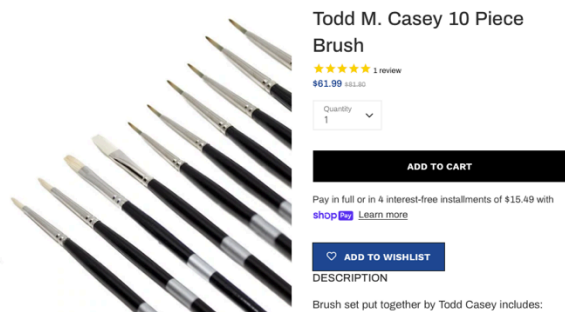 Todd M. Casey 10 Piece
Brush
1 review
$61.99 $81.80
Quantity
1
ADD TO CART
Pay in full or in 4 interest-free installments of $15.49 with
shop Pay Learn more
ADD TO WISHLIST
DESCRIPTION
Brush set put together by Todd Casey includes: